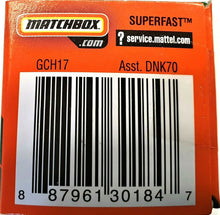 MATCHBOX SUPERFAST™
.com ? service.mattel.com
GCH17 Asst. DNK70
8 87961 30184 7